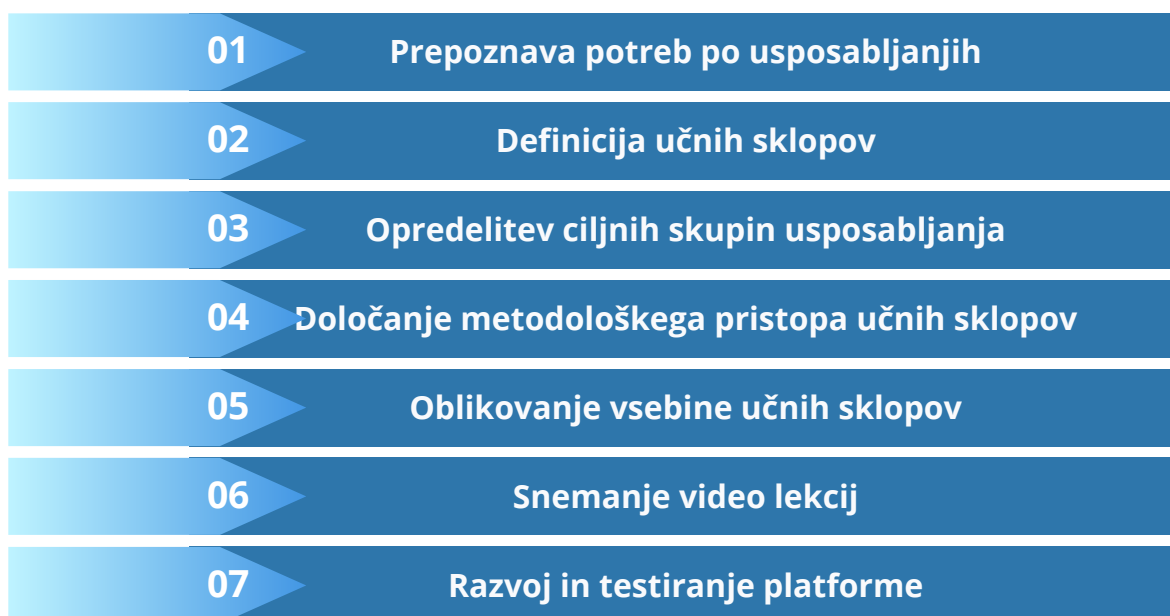 01 Prepoznava potreb po usposabljanjih
02 Definicija učnih sklopov
03 Opredelitev ciljnih skupin usposabljanja
04 Določanje metodološkega pristopa učnih sklopov
05 Oblikovanje vsebine učnih sklopov
06 Snemanje video lekcij
07 Razvoj in testiranje platforme